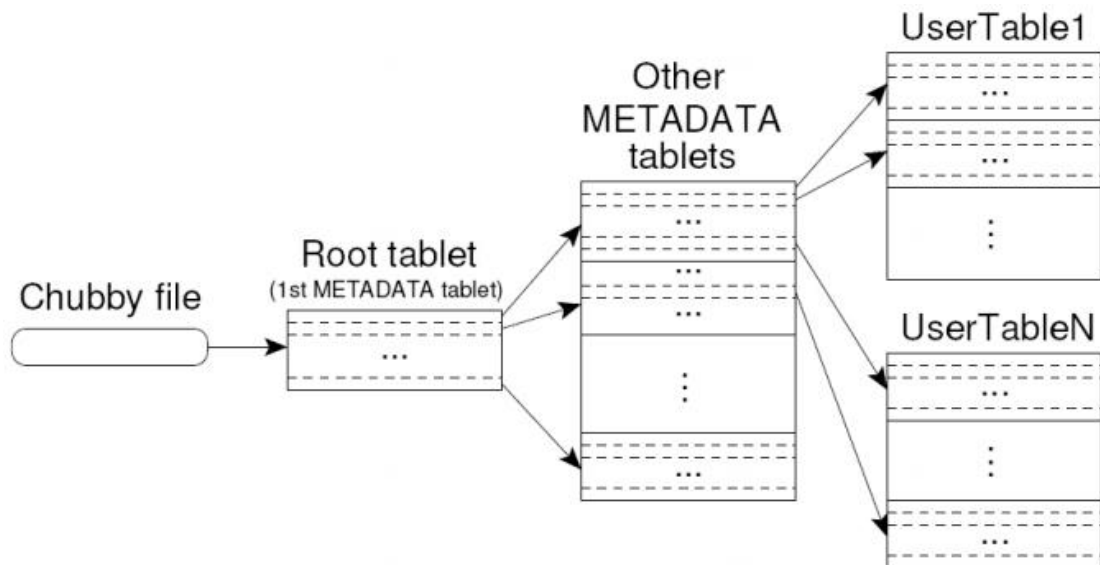 Chubby file
Root tablet
(1st METADATA tablet)
...
Other
METADATA
tablets
...
...
...
⋮
...
UserTable1
...
...
⋮
UserTableN
...
⋮
...